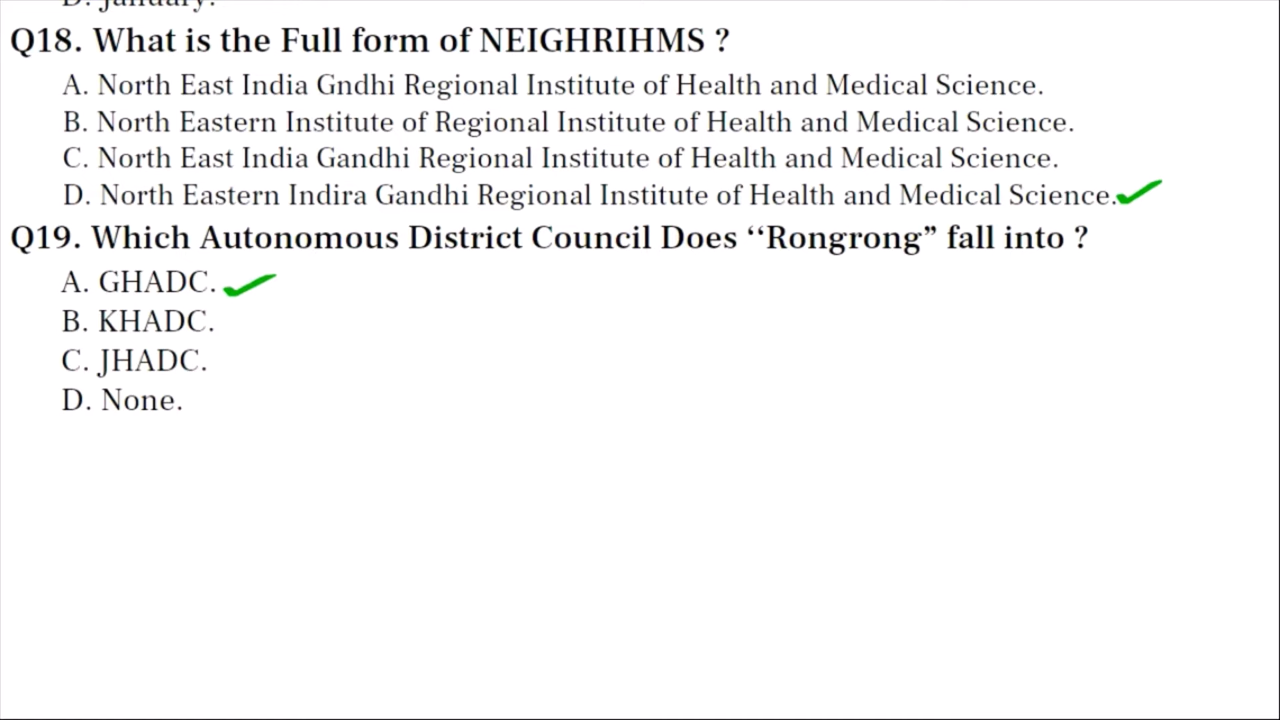 D. January.
Q18. What is the Full form of NEIGHRIHMS ?
A. North East India Gndhi Regional Institute of Health and Medical Science.
B. North Eastern Institute of Regional Institute of Health and Medical Science.
C. North East India Gandhi Regional Institute of Health and Medical Science.
D. North Eastern Indira Gandhi Regional Institute of Health and Medical Science.
Q19. Which Autonomous District Council Does ‘‘Rongrong” fall into ?
A. GHADC.
B. KHADC.
C. JHADC.
D. None.